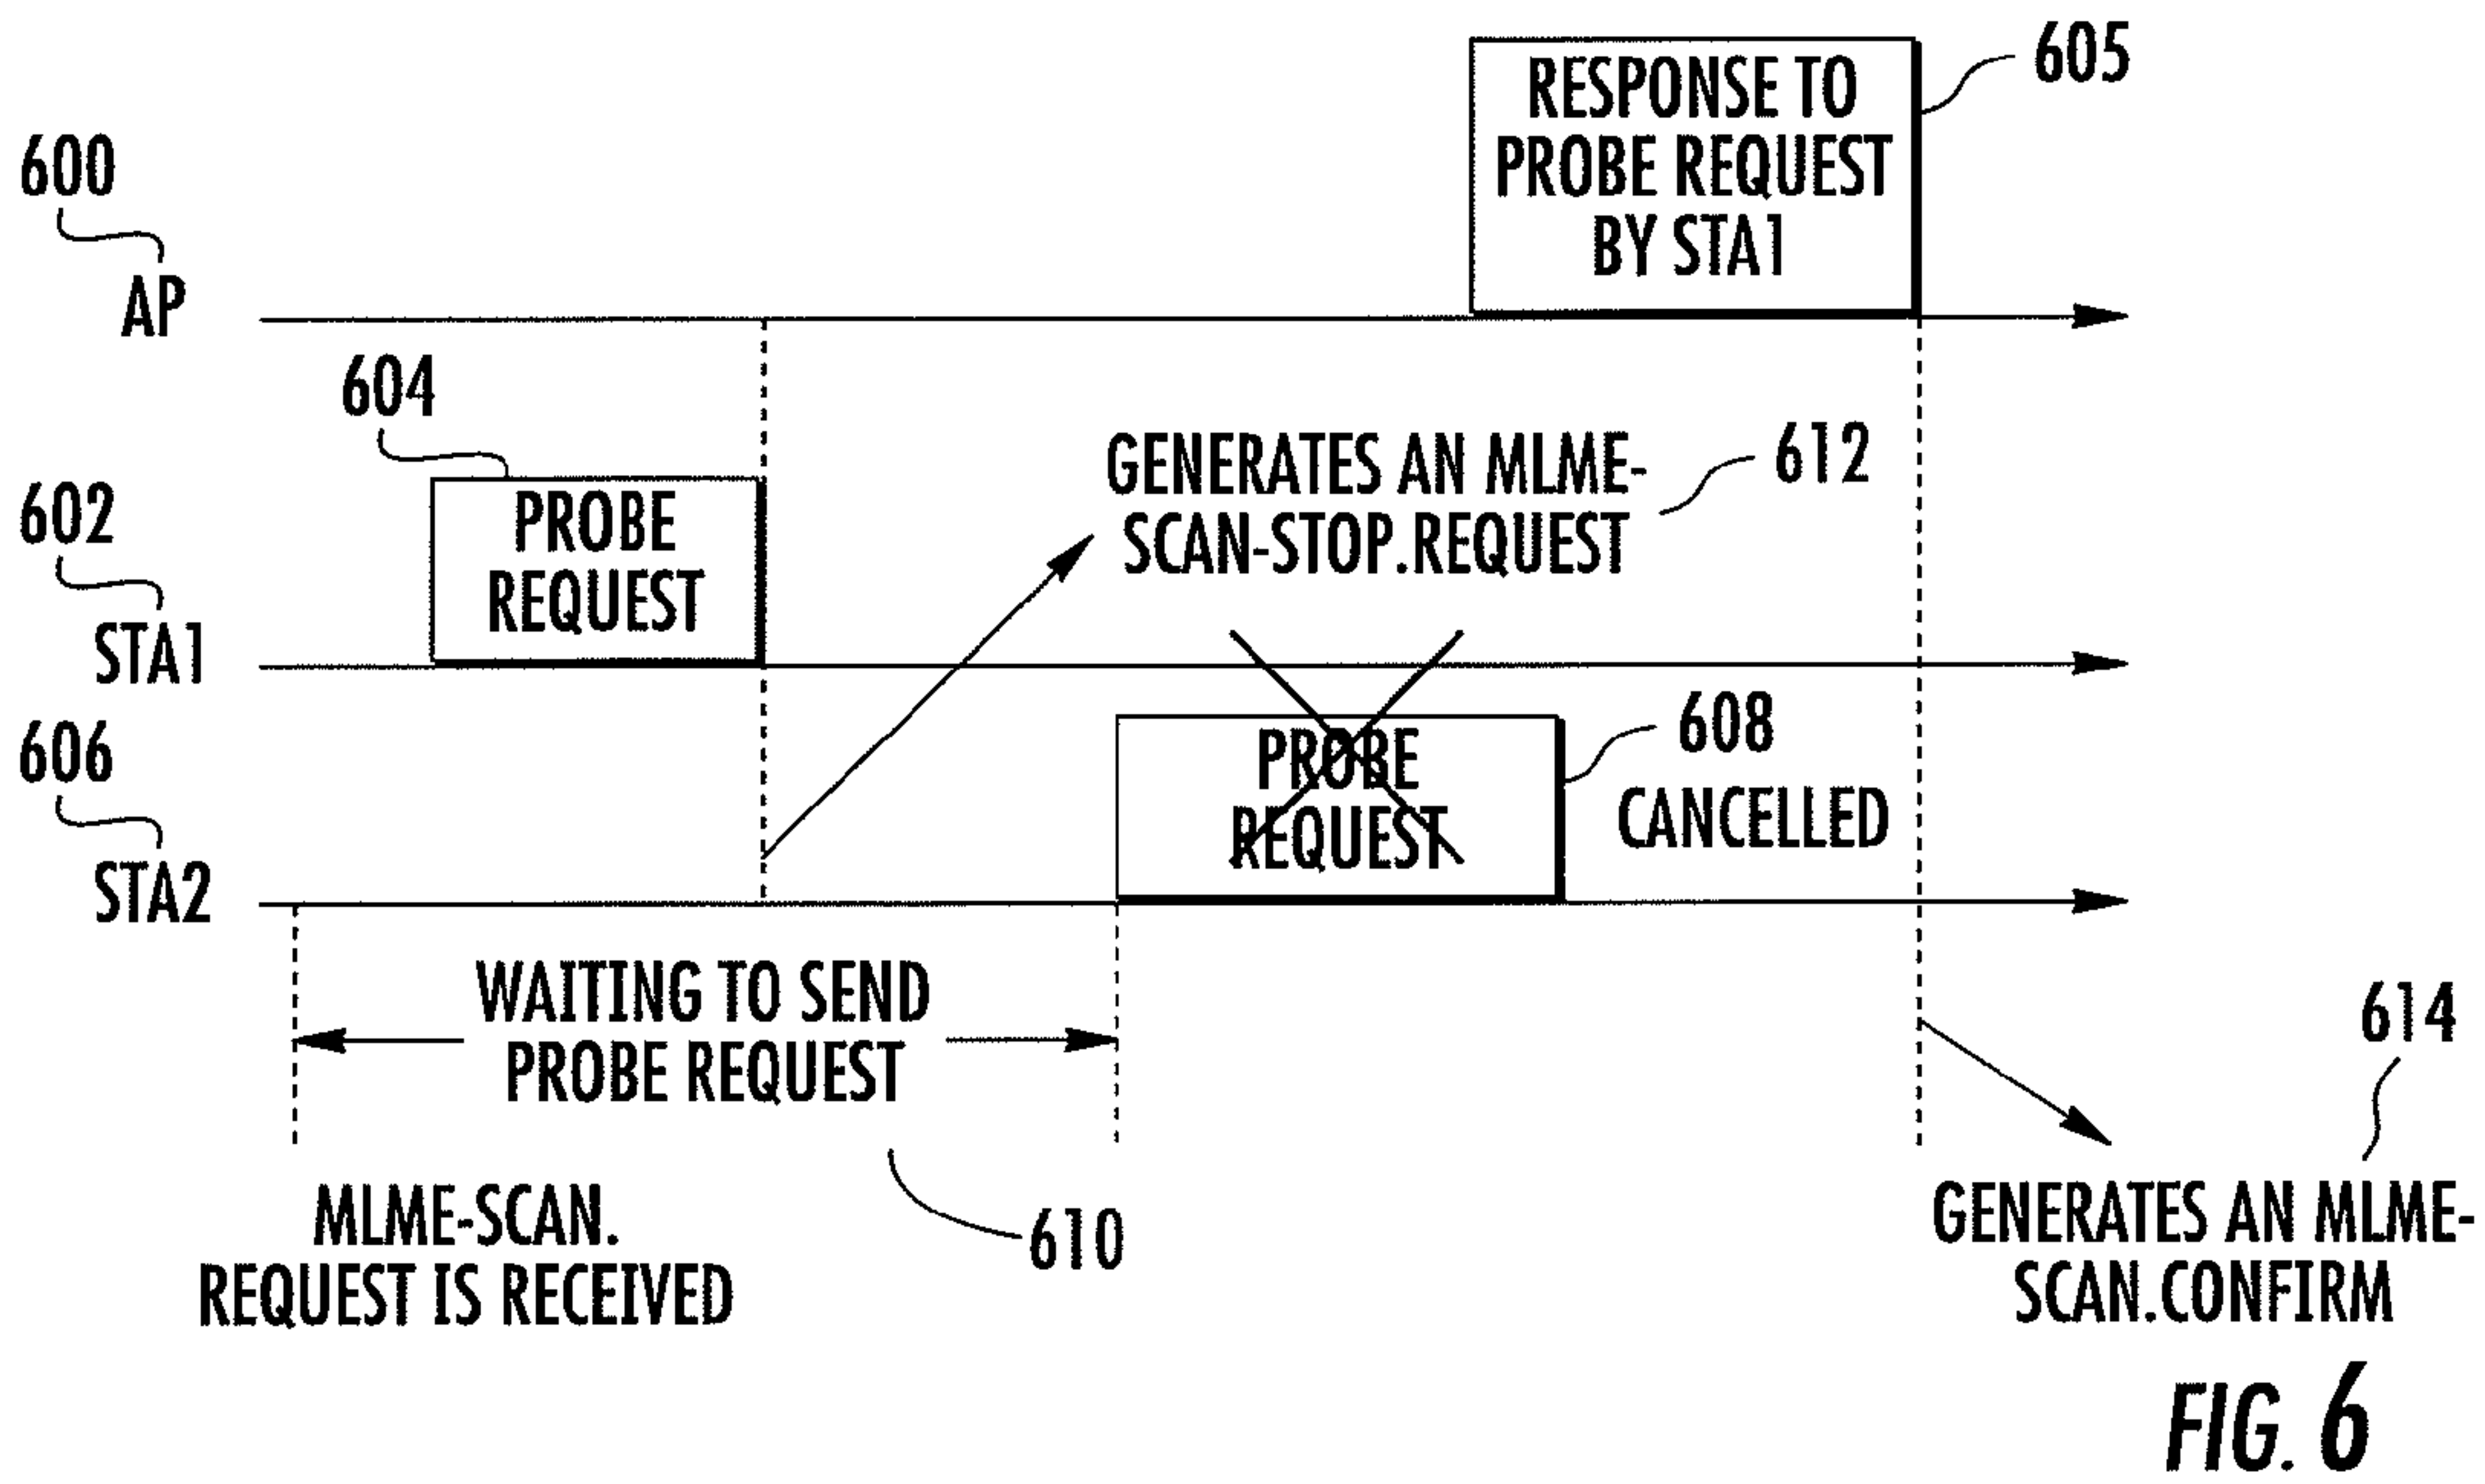 RESPONSE TO
PROBE REQUEST
BY STA1
605
600
AP
604
PROBE
REQUEST
GENERATES AN MLME-
SCAN-STOP.REQUEST
612
602
STA1
606
STA2
PROBE
REQUEST
608
CANCELLED
WAITING TO SEND
PROBE REQUEST
610
MLME-SCAN.
REQUEST IS RECEIVED
614
GENERATES AN MLME-
SCAN.CONFIRM
FIG. 6